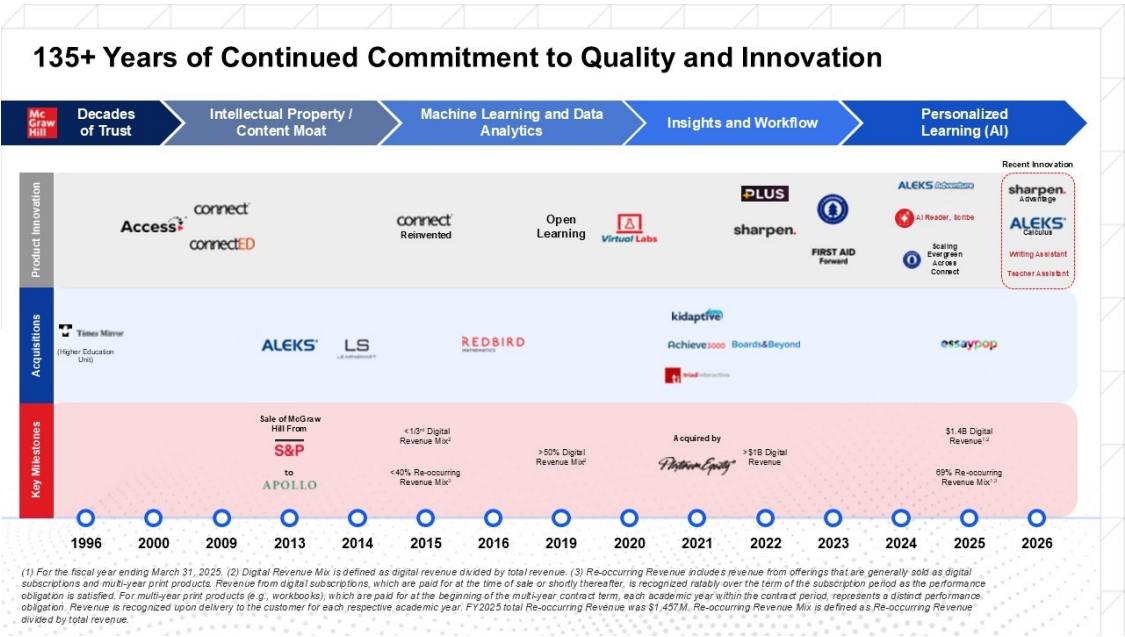 135+ Years of Continued Commitment to Quality and Innovation
Mc
Graw
Hill
Decades
of Trust
Intellectual Property /
Content Moat
Machine Learning and Data
Analytics
Insights and Workflow
Personalized
Learning (AI)
Recent Innovation
Product Innovation
Access
connect
connectED
connect
Reinvented
Open
Learning
Virtual Labs
PLUS
sharpen.
FIRST AID
Forward
ALEKS Adventure
AI Reader, Scribe
Scaling
Evergreen
Across
Connect
sharpen.
Advantage
ALEKS
Calculus
Writing Assistant
Teacher Assistant
Acquisitions
Times Mirror
(Higher Education
Unit)
ALEKS
LS
LEARNSMART
REDBIRD
MATHEMATICS
kidaptive
Achieve3000
Boards&Beyond
ti triad interactive
essaypop
Key Milestones
Sale of McGraw
Hill From
S&P
to
APOLLO
<1/3rd Digital
Revenue Mix²
<40% Re-occurring
Revenue Mix³
>50% Digital
Revenue Mix²
Acquired by
Platinum Equity
>$1B Digital
Revenue
$1.4B Digital
Revenue¹,²
69% Re-occurring
Revenue Mix¹,³
1996 2000 2009 2013 2014 2015 2016 2019 2020 2021 2022 2023 2024 2025 2026
(1) For the fiscal year ending March 31, 2025. (2) Digital Revenue Mix is defined as digital revenue divided by total revenue. (3) Re-occurring Revenue includes revenue from offerings that are generally sold as digital
subscriptions and multi-year print products. Revenue from digital subscriptions, which are paid for at the time of sale or shortly thereafter, is recognized ratably over the term of the subscription period as the performance
obligation is satisfied. For multi-year print products (e.g., workbooks), which are paid for at the beginning of the multi-year contract term, each academic year within the contract period, represents a distinct performance
obligation. Revenue is recognized upon delivery to the customer for each respective academic year. FY2025 total Re-occurring Revenue was $1,457M. Re-occurring Revenue Mix is defined as Re-occurring Revenue
divided by total revenue.